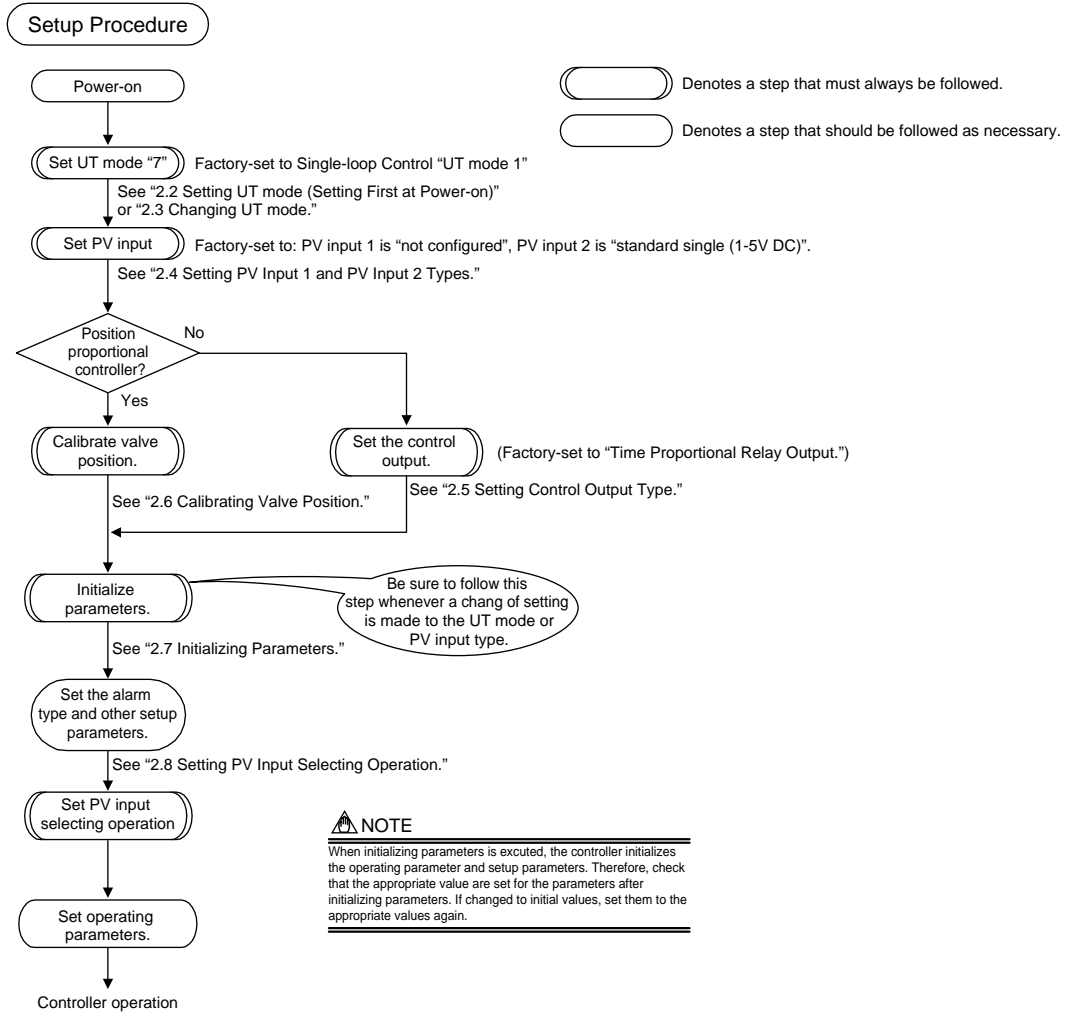 Setup Procedure
Power-on
Denotes a step that must always be followed.
Denotes a step that should be followed as necessary.
Set UT mode “7”
Factory-set to Single-loop Control “UT mode 1”
See “2.2 Setting UT mode (Setting First at Power-on)”
or “2.3 Changing UT mode.”
Set PV input
Factory-set to: PV input 1 is “not configured”, PV input 2 is “standard single (1-5V DC)”.
See “2.4 Setting PV Input 1 and PV Input 2 Types.”
Position
proportional
controller?
No
Yes
Calibrate valve
position.
Set the control
output.
(Factory-set to “Time Proportional Relay Output.”)
See “2.6 Calibrating Valve Position.”
See “2.5 Setting Control Output Type.”
Initialize
parameters.
Be sure to follow this
step whenever a chang of setting
is made to the UT mode or
PV input type.
See “2.7 Initializing Parameters.”
Set the alarm
type and other setup
parameters.
See “2.8 Setting PV Input Selecting Operation.”
Set PV input
selecting operation
NOTE
When initializing parameters is excuted, the controller initializes
the operating parameter and setup parameters. Therefore, check
that the appropriate value are set for the parameters after
initializing parameters. If changed to initial values, set them to the
appropriate values again.
Set operating
parameters.
Controller operation